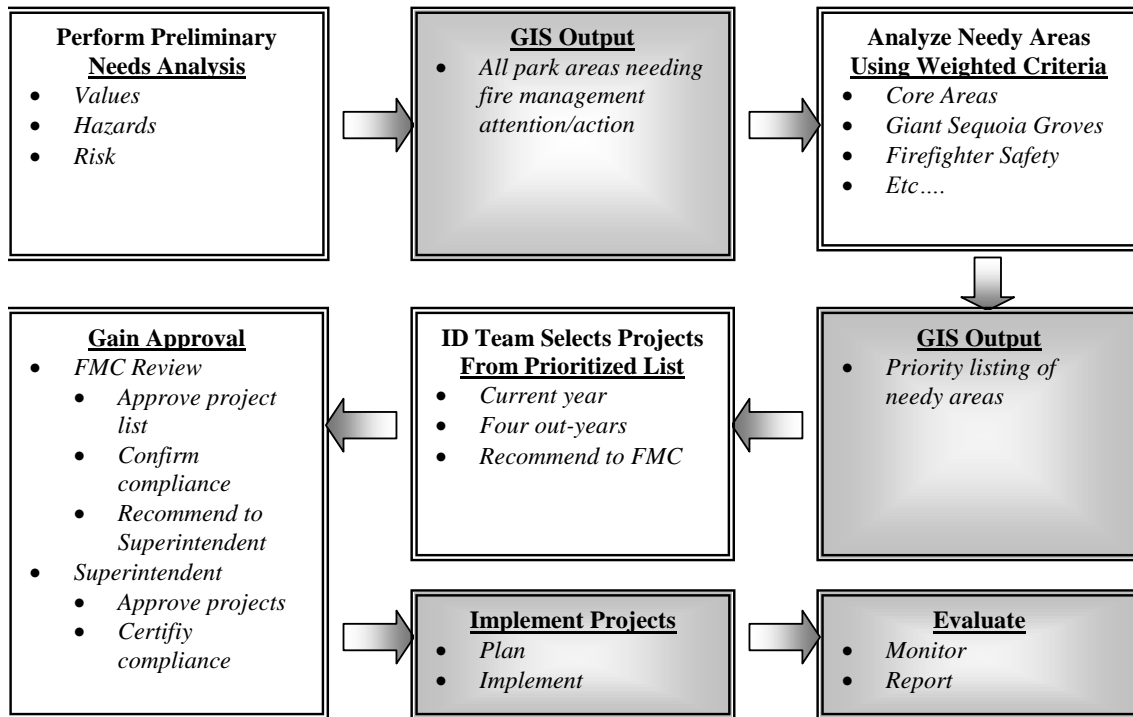 Perform Preliminary
Needs Analysis
• Values
• Hazards
• Risk
GIS Output
• All park areas needing
fire management
attention/action
Analyze Needy Areas
Using Weighted Criteria
• Core Areas
• Giant Sequoia Groves
• Firefighter Safety
• Etc….
GIS Output
• Priority listing of
needy areas
ID Team Selects Projects
From Prioritized List
• Current year
• Four out-years
• Recommend to FMC
Gain Approval
• FMC Review
• Approve project
list
• Confirm
compliance
• Recommend to
Superintendent
• Superintendent
• Approve projects
• Certifiy
compliance
Implement Projects
• Plan
• Implement
Evaluate
• Monitor
• Report